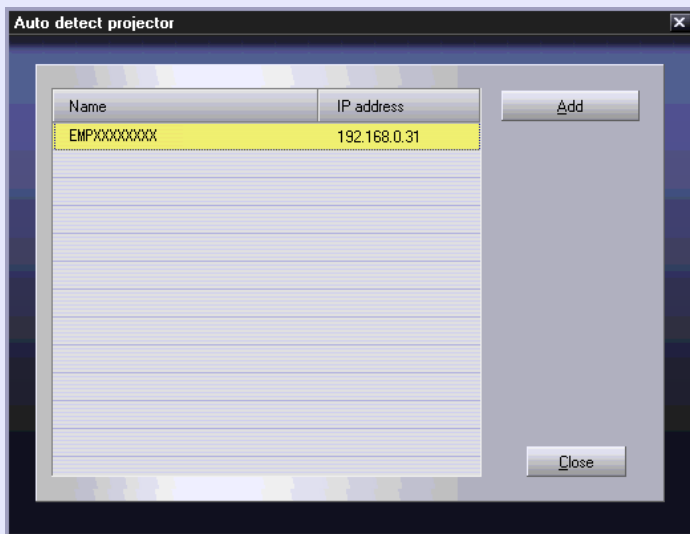 Auto detect projector
Name IP address Add
EMPXXXXXXXX 192.168.0.31
Close